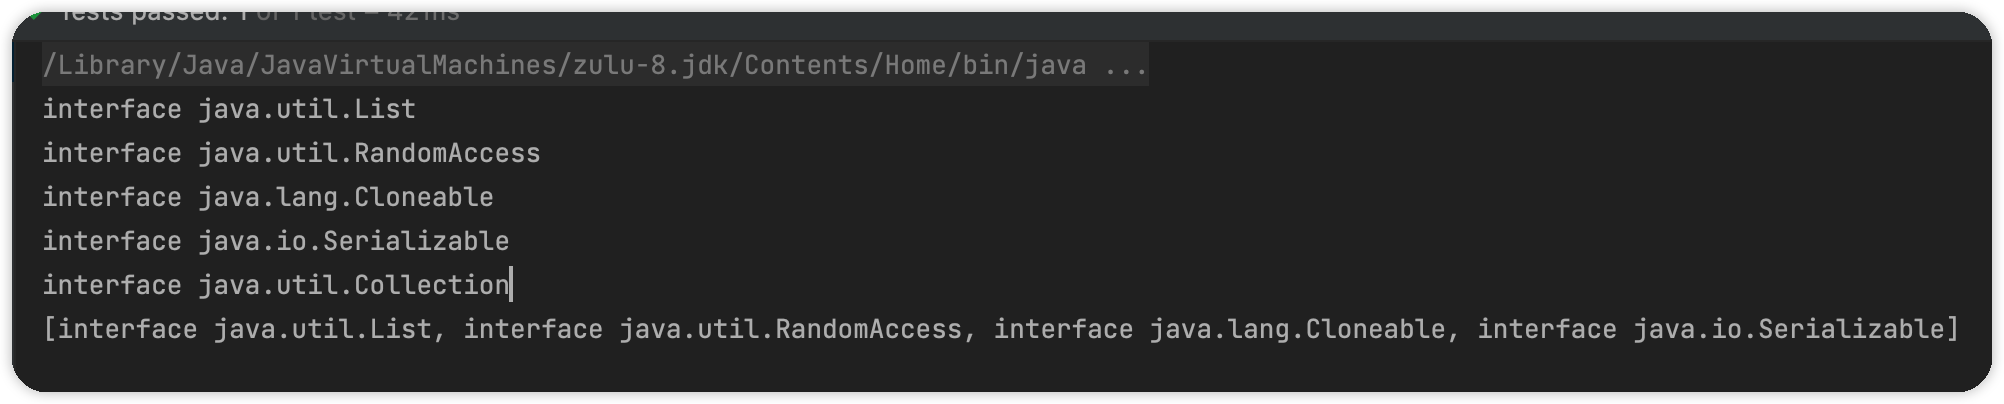 Tests passed: 1 of 1 test – 42 ms
/Library/Java/JavaVirtualMachines/zulu-8.jdk/Contents/Home/bin/java ...
interface java.util.List
interface java.util.RandomAccess
interface java.lang.Cloneable
interface java.io.Serializable
interface java.util.Collection
[interface java.util.List, interface java.util.RandomAccess, interface java.lang.Cloneable, interface java.io.Serializable]